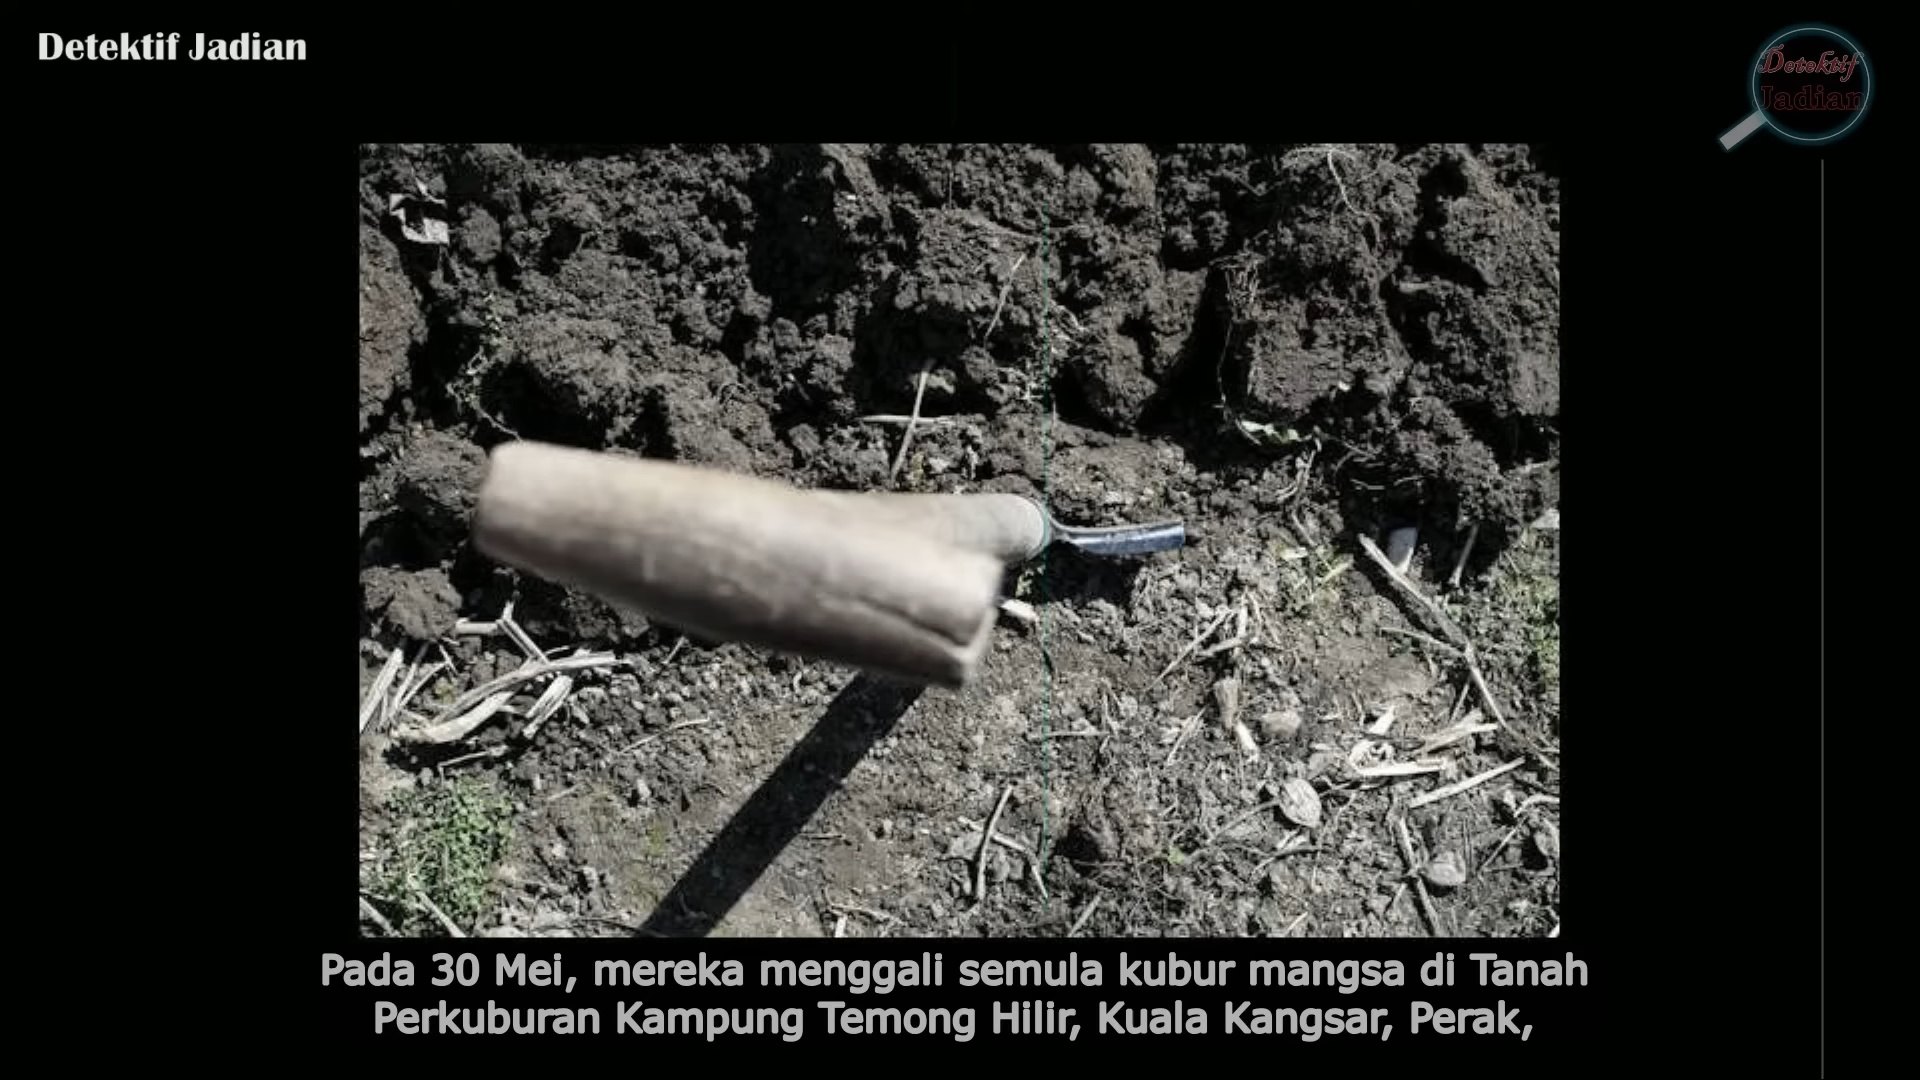 Detektif Jadian
Detektif
Jadian
Pada 30 Mei, mereka menggali semula kubur mangsa di Tanah
Perkuburan Kampung Temong Hilir, Kuala Kangsar, Perak,